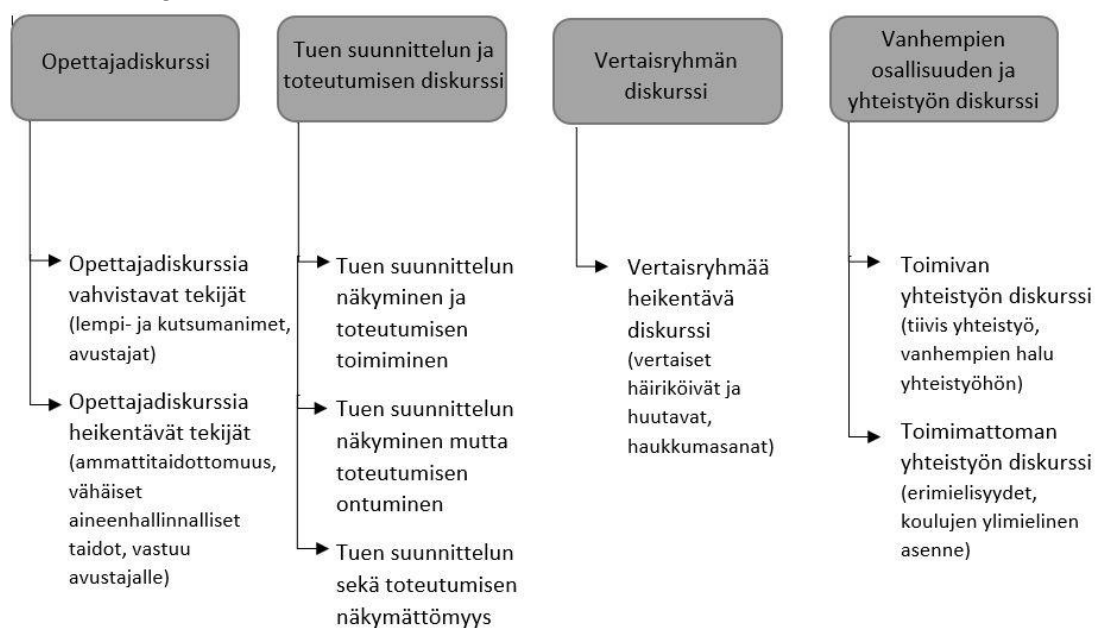 Opettajadiskurssi
Tuen suunnittelun ja
toteutumisen diskurssi
Vertaisryhmän
diskurssi
Vanhempien
osallisuuden ja
yhteistyön diskurssi
Opettajadiskurssia
vahvistavat tekijät
(lempi- ja kutsumanimet,
avustajat)
Opettajadiskurssia
heikentävät tekijät
(ammattitaidottomuus,
vähäiset
aineenhallinnalliset
taidot, vastuu
avustajalle)
Tuen suunnittelun
näkyminen ja
toteutumisen
toimiminen
Tuen suunnittelun
näkyminen mutta
toteutumisen
ontuminen
Tuen suunnittelun
sekä toteutumisen
näkymättömyys
Vertaisryhmää
heikentävä
diskurssi
(vertaiset
häiriköivät ja
huutavat,
haukkumasanat)
Toimivan
yhteistyön diskurssi
(tiivis yhteistyö,
vanhempien halu
yhteistyöhön)
Toimimattoman
yhteistyön diskurssi
(erimielisyydet,
koulujen ylimielinen
asenne)